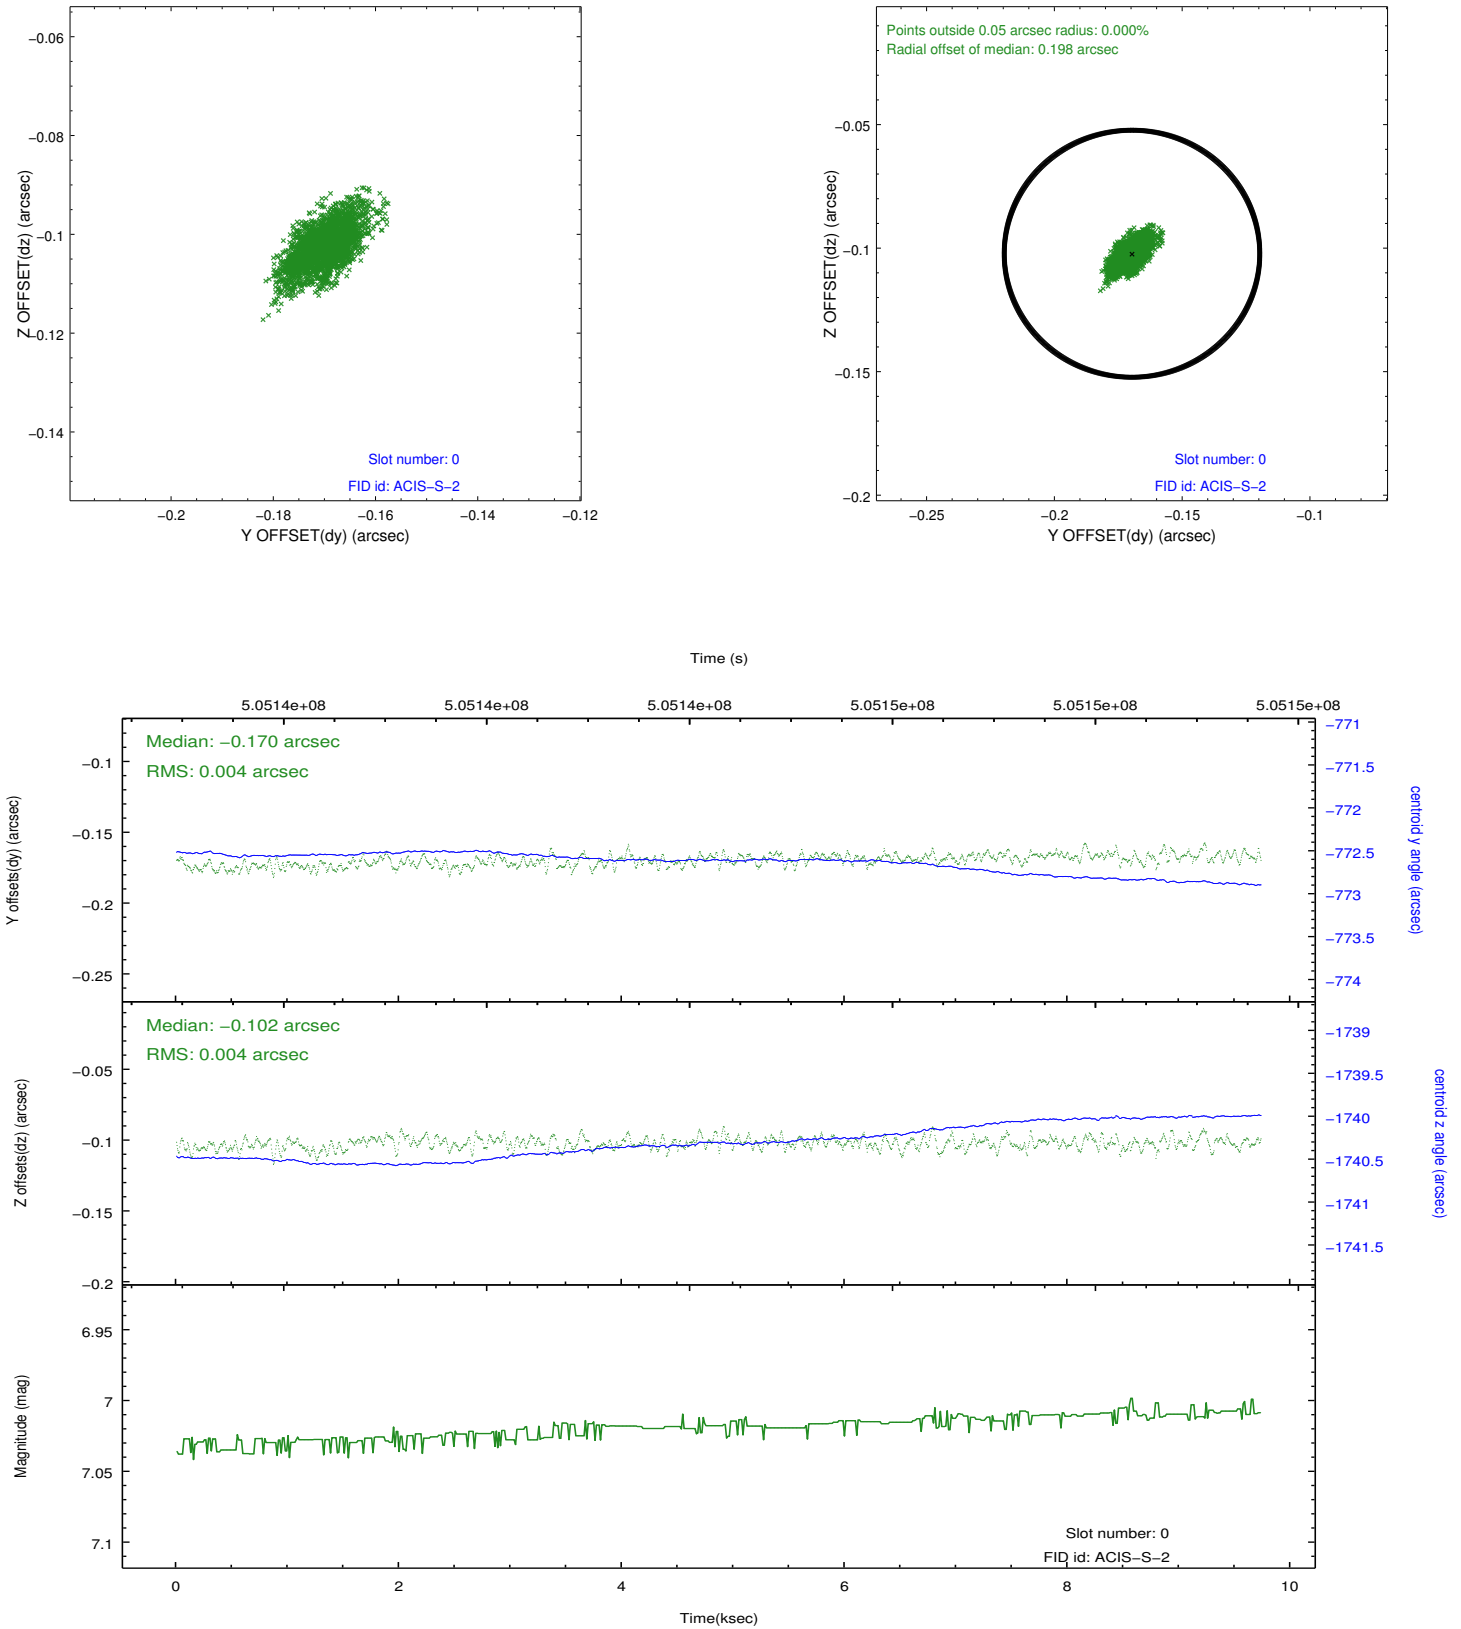 −0.06
−0.08
−0.1
−0.12
−0.14
Z OFFSET(dz) (arcsec)
Slot number: 0
FID id: ACIS−S−2
−0.2
−0.18
−0.16
−0.14
−0.12
Y OFFSET(dy) (arcsec)
Points outside 0.05 arcsec radius: 0.000%
Radial offset of median: 0.198 arcsec
−0.05
−0.1
−0.15
−0.2
Z OFFSET(dz) (arcsec)
Slot number: 0
FID id: ACIS−S−2
−0.25
−0.2
−0.15
−0.1
Y OFFSET(dy) (arcsec)
Time (s)
5.0514e+08
5.0514e+08
5.0514e+08
5.0515e+08
5.0515e+08
5.0515e+08
Median: −0.170 arcsec
RMS: 0.004 arcsec
−0.1
−0.15
−0.2
−0.25
Y offsets(dy) (arcsec)
−771
−771.5
−772
−772.5
−773
−773.5
−774
centroid y angle (arcsec)
Median: −0.102 arcsec
RMS: 0.004 arcsec
−0.05
−0.1
−0.15
−0.2
Z offsets(dz) (arcsec)
−1739
−1739.5
−1740
−1740.5
−1741
−1741.5
centroid z angle (arcsec)
6.95
7
7.05
7.1
Magnitude (mag)
Slot number: 0
FID id: ACIS−S−2
0
2
4
6
8
10
Time(ksec)